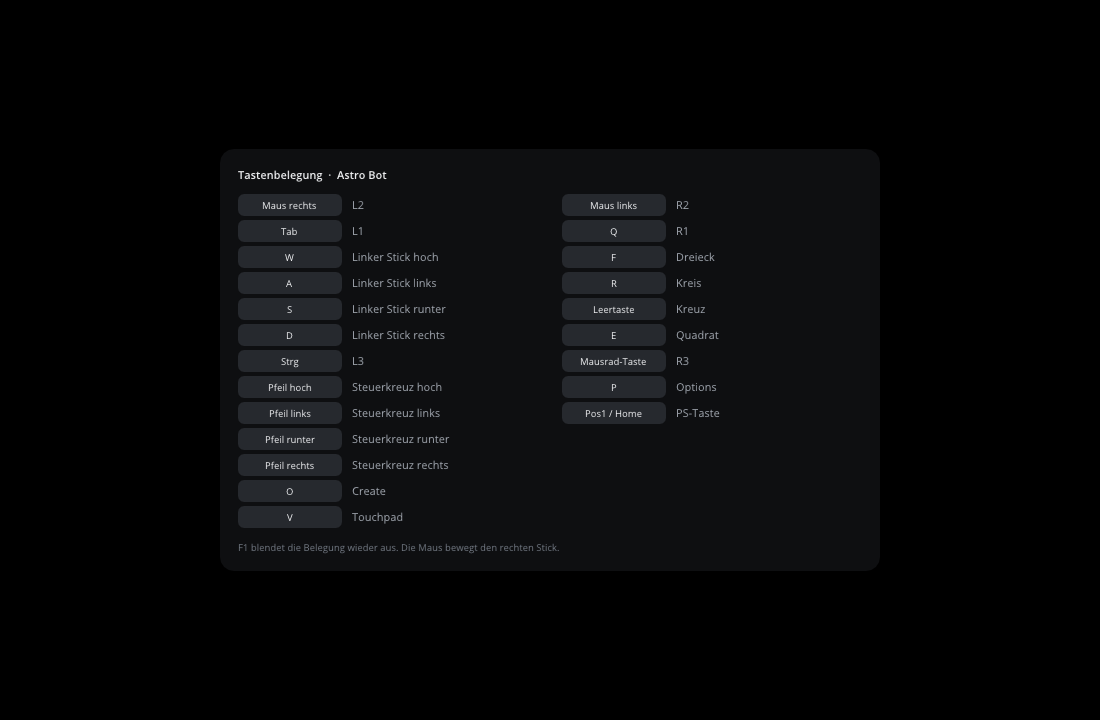 Tastenbelegung · Astro Bot
Maus rechts L2
Tab L1
W Linker Stick hoch
A Linker Stick links
S Linker Stick runter
D Linker Stick rechts
Strg L3
Pfeil hoch Steuerkreuz hoch
Pfeil links Steuerkreuz links
Pfeil runter Steuerkreuz runter
Pfeil rechts Steuerkreuz rechts
O Create
V Touchpad
Maus links R2
Q R1
F Dreieck
R Kreis
Leertaste Kreuz
E Quadrat
Mausrad-Taste R3
P Options
Pos1 / Home PS-Taste
F1 blendet die Belegung wieder aus. Die Maus bewegt den rechten Stick.